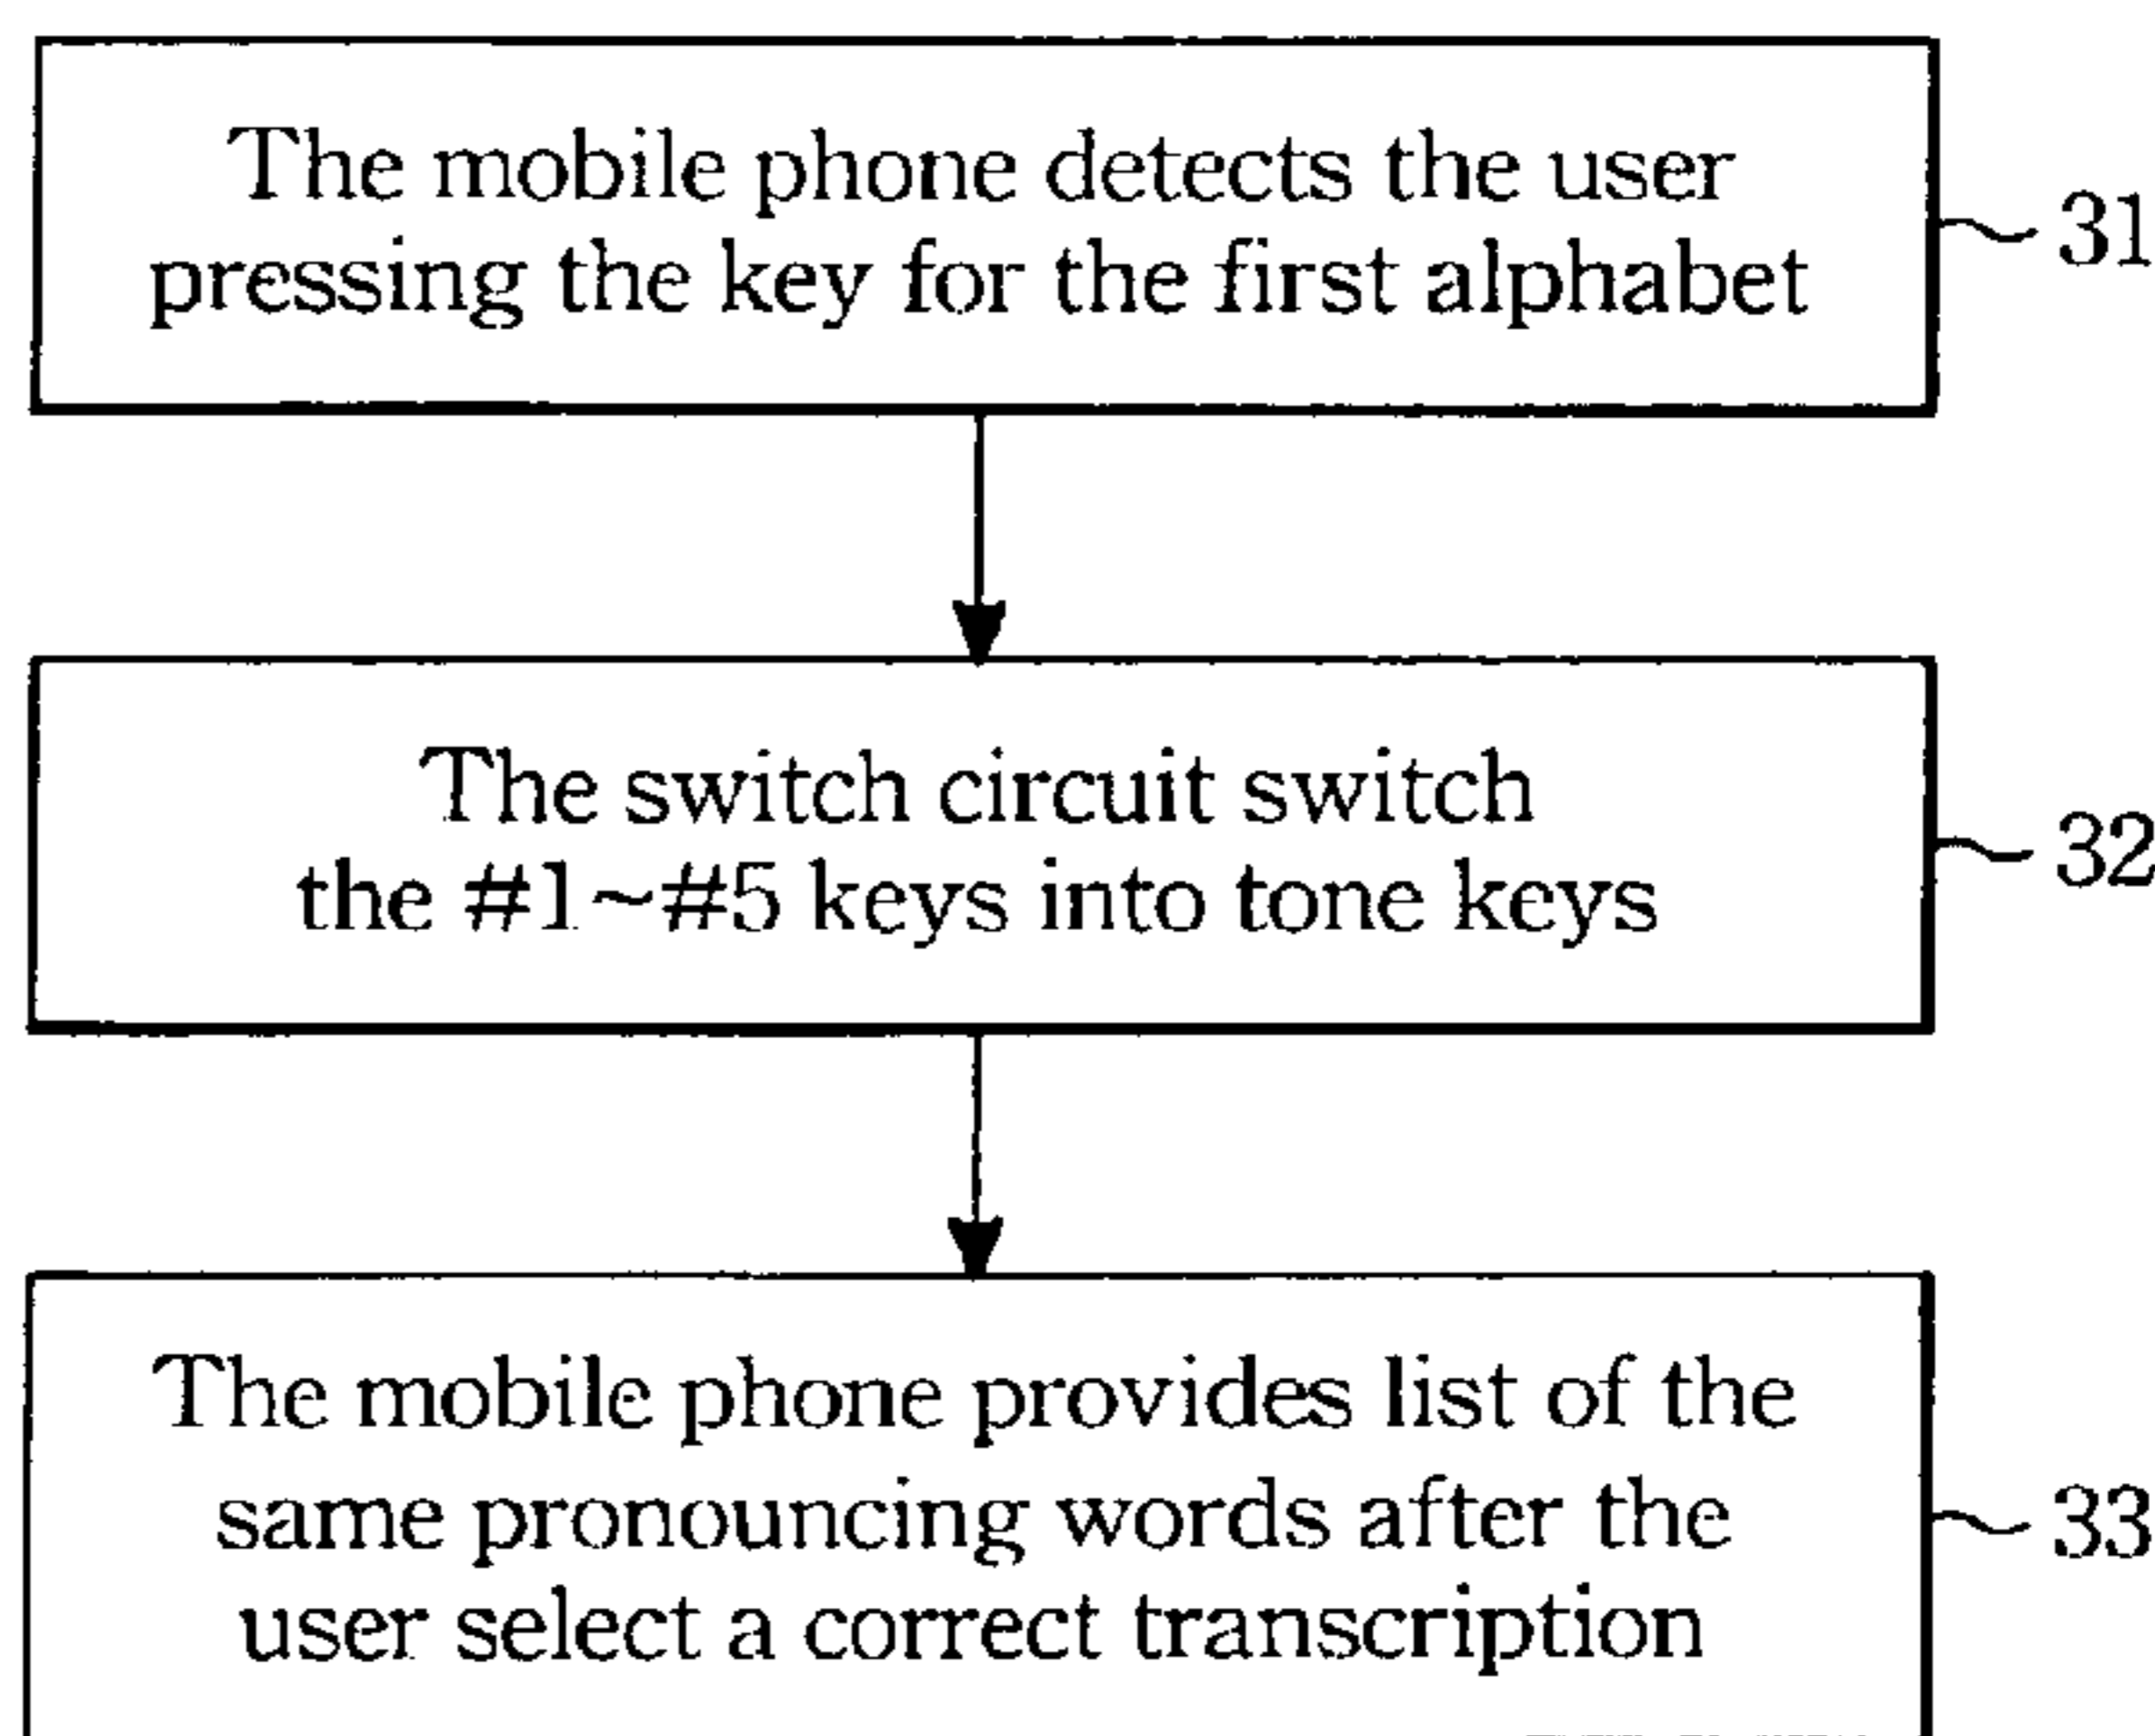 The mobile phone detects the user
pressing the key for the first alphabet
31
The switch circuit switch
the #1~#5 keys into tone keys
32
The mobile phone provides list of the
same pronouncing words after the
user select a correct transcription
33